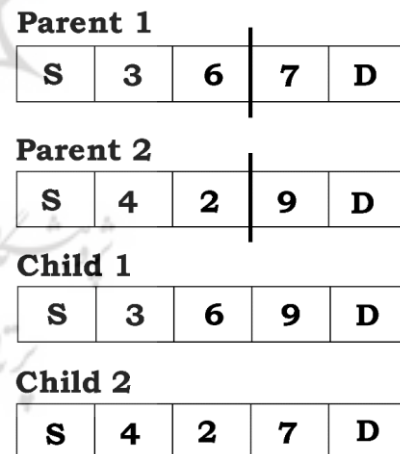 Parent 1
S 3 6 7 D
Parent 2
S 4 2 9 D
Child 1
S 3 6 9 D
Child 2
S 4 2 7 D